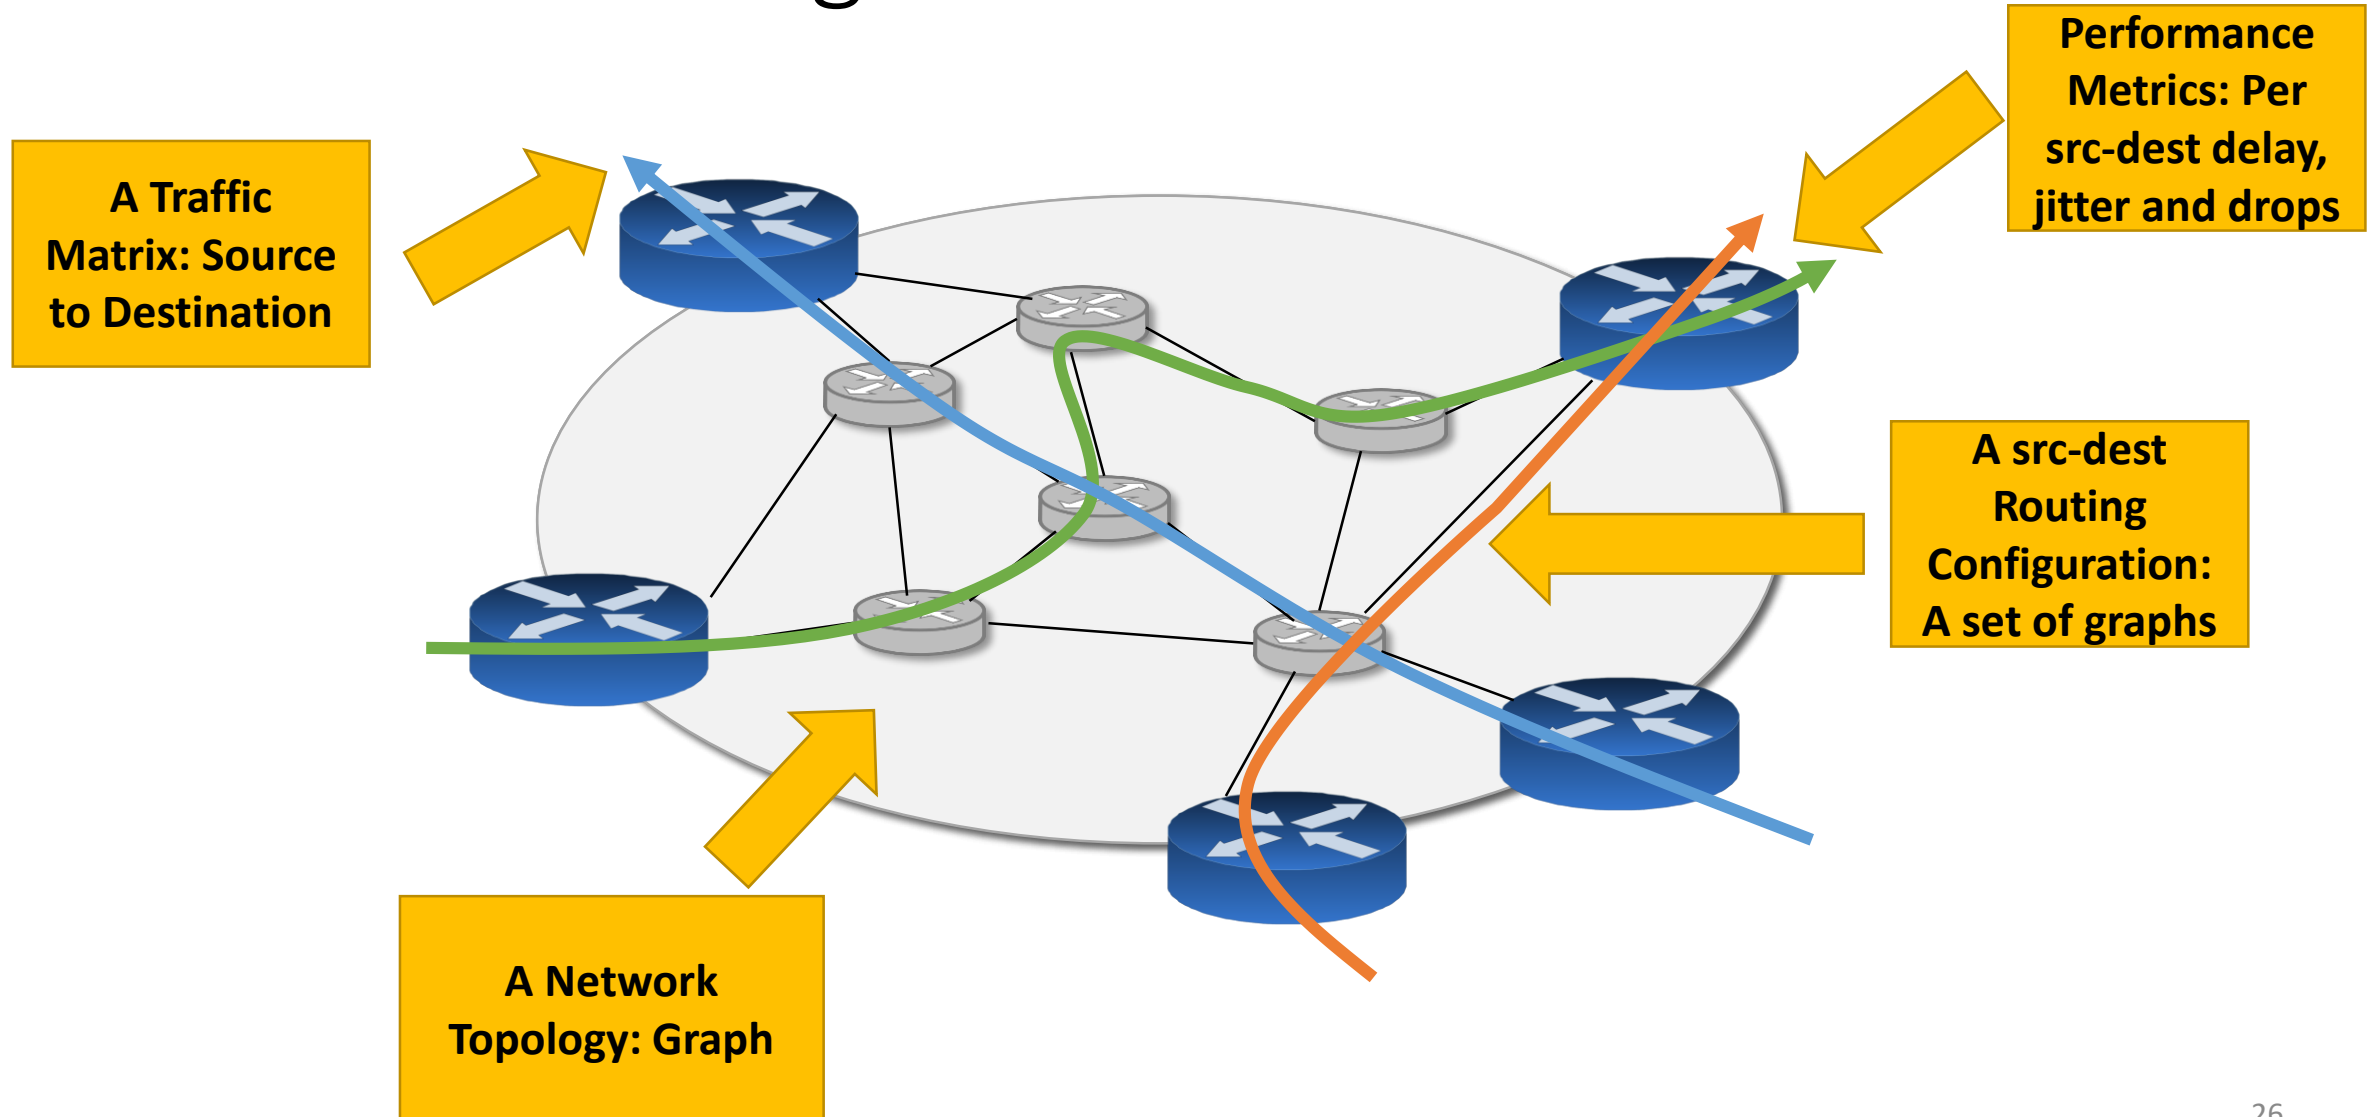 A Traffic
Matrix: Source
to Destination
Performance
Metrics: Per
src-dest delay,
jitter and drops
A src-dest
Routing
Configuration:
A set of graphs
A Network
Topology: Graph
26